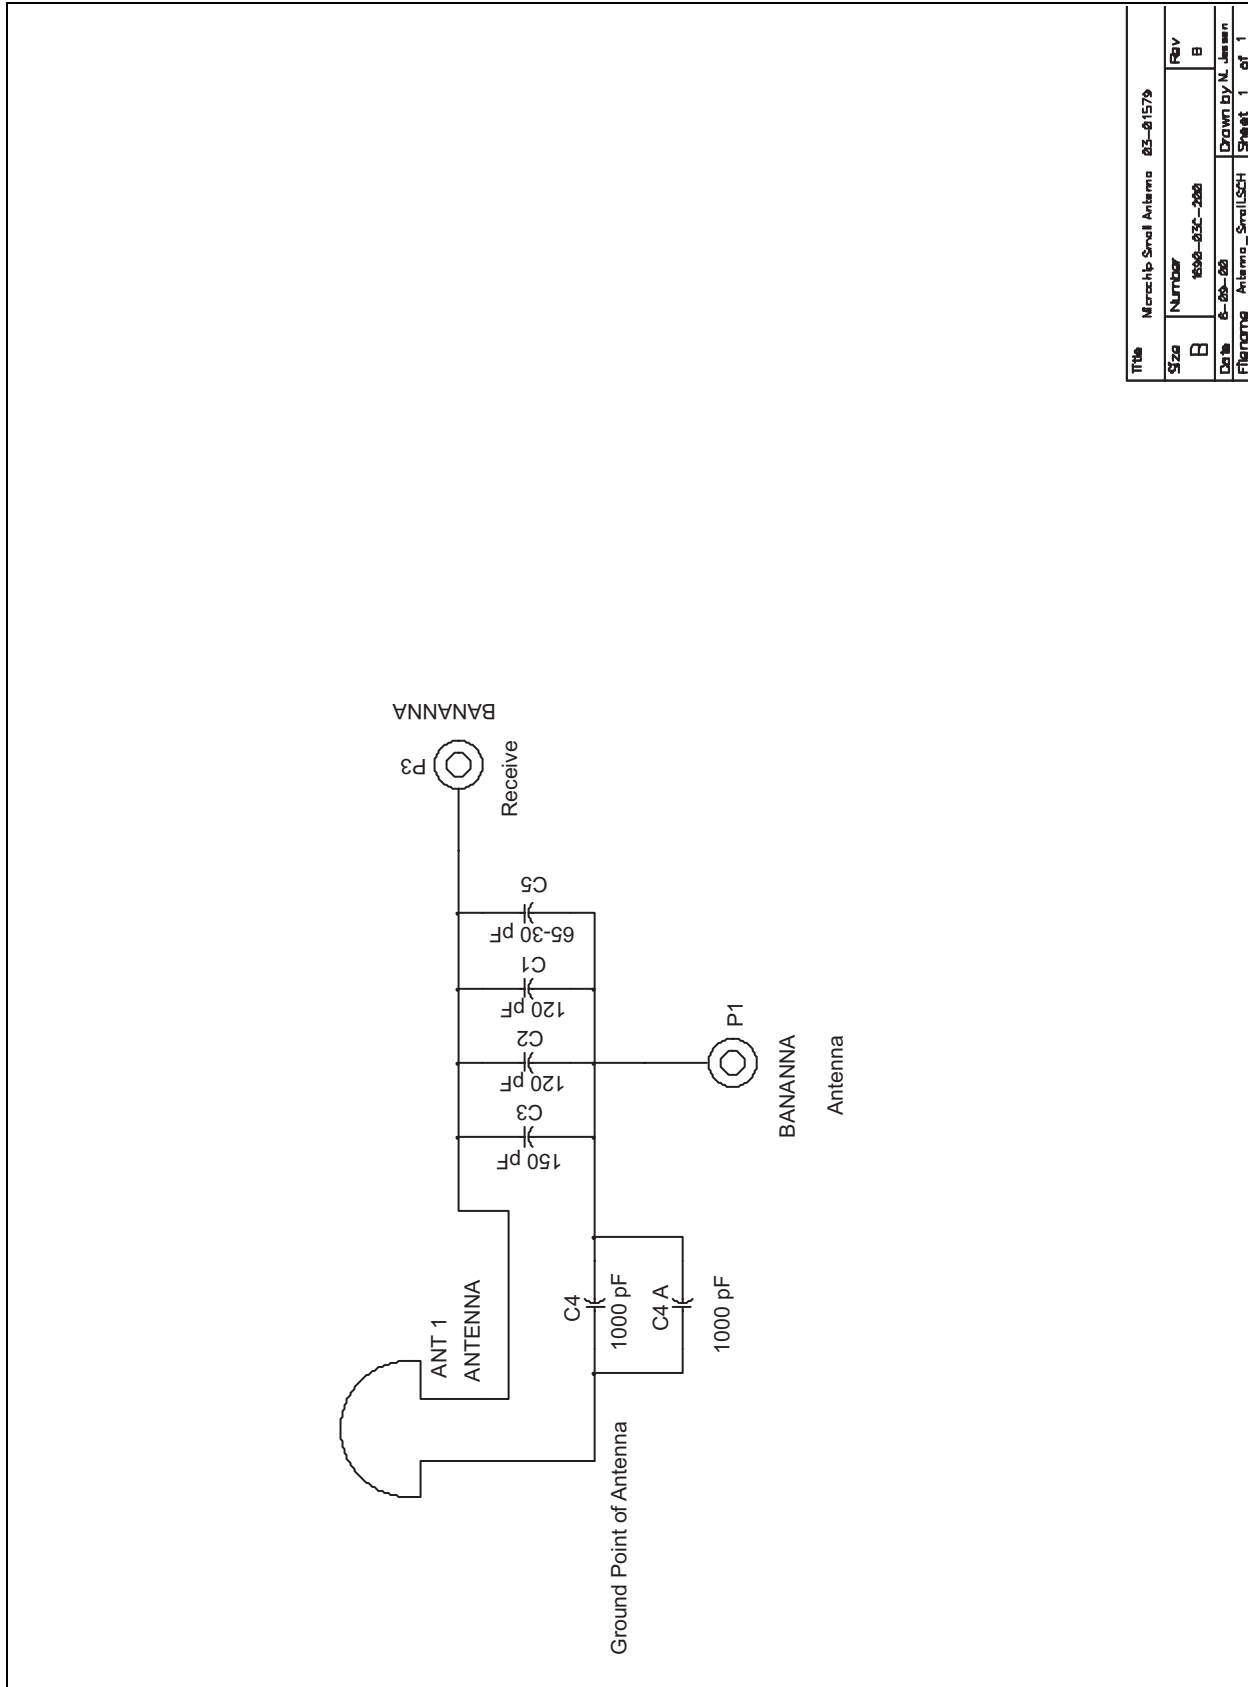 ANT 1
ANTENNA
P3
BANANNA
Receive
C3
150 pF
C2
120 pF
C1
120 pF
C5
65-30 pF
C4
1000 pF
C4 A
1000 pF
Ground Point of Antenna
P1
BANANNA
Antenna
Title
Microchip Small Antenna 03-01579
Size Number Rev
B 1690-03C-200 B
Date 6-09-00 Drawn by N. Jessen
Filename Antenna_Small.SCH Sheet 1 of 1